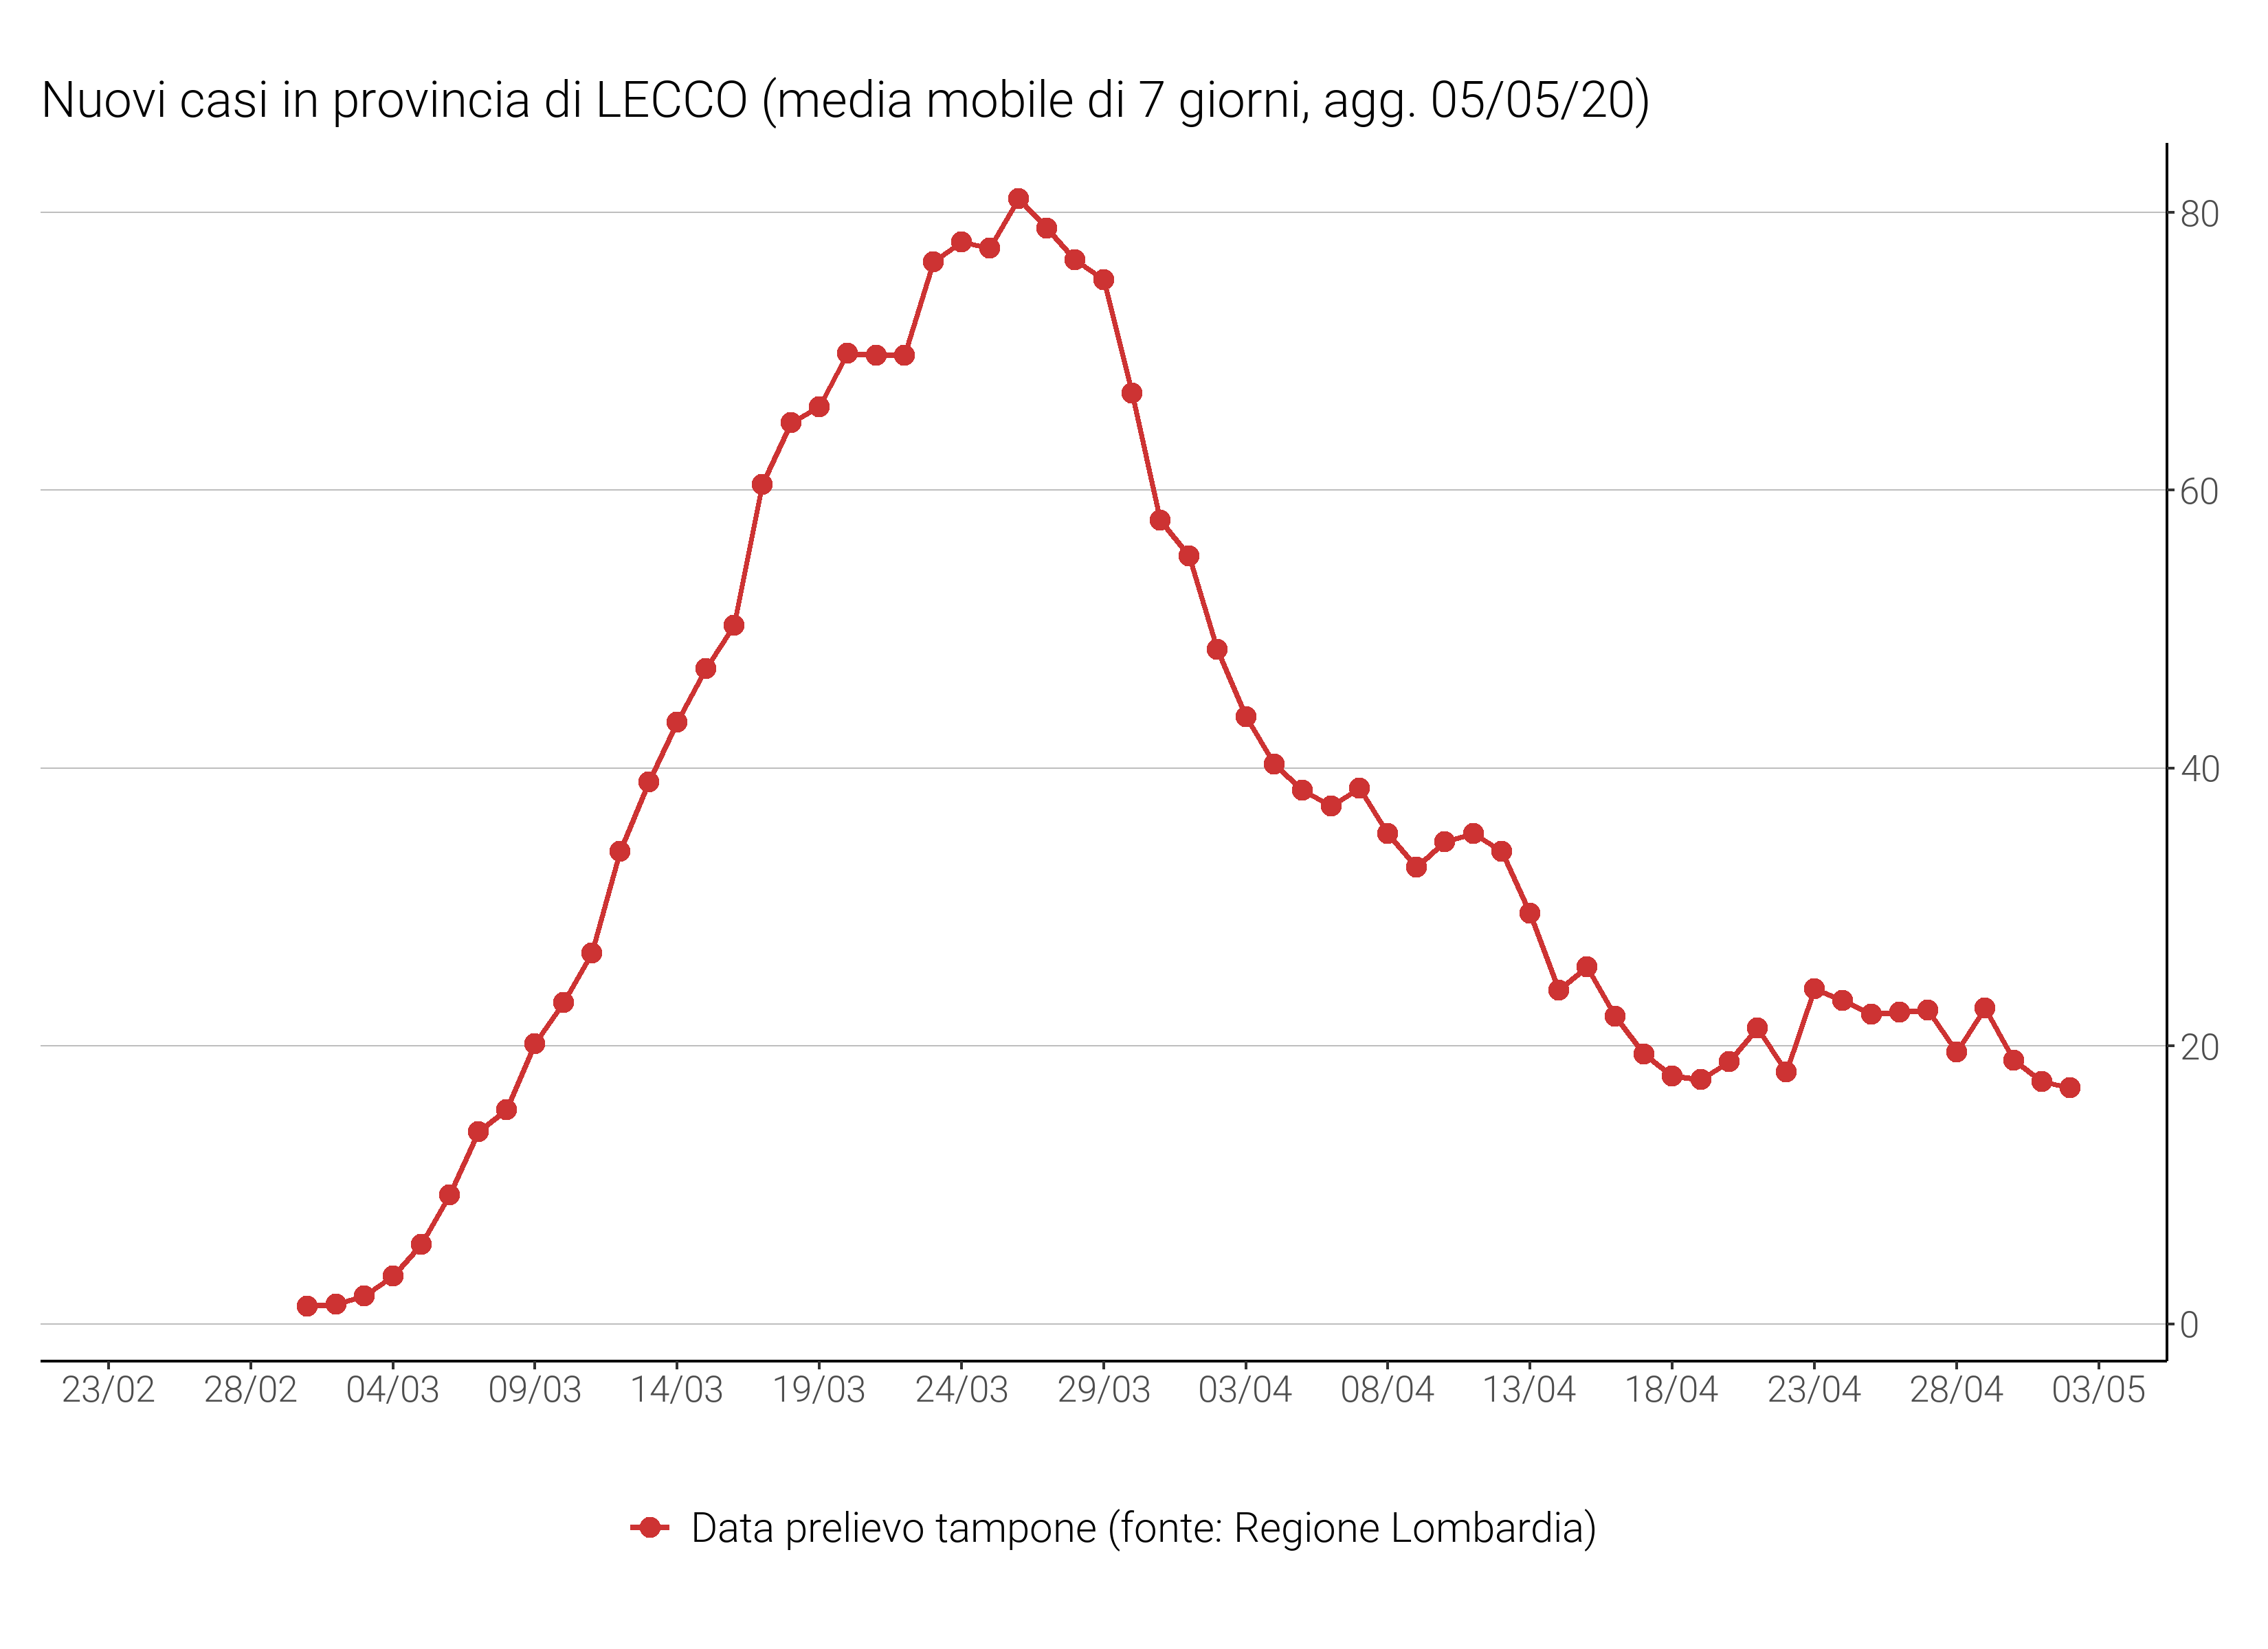 Nuovi casi in provincia di LECCO (media mobile di 7 giorni, agg. 05/05/20)
80
60
40
20
0
23/02 28/02 04/03 09/03 14/03 19/03 24/03 29/03 03/04 08/04 13/04 18/04 23/04 28/04 03/05
Data prelievo tampone (fonte: Regione Lombardia)